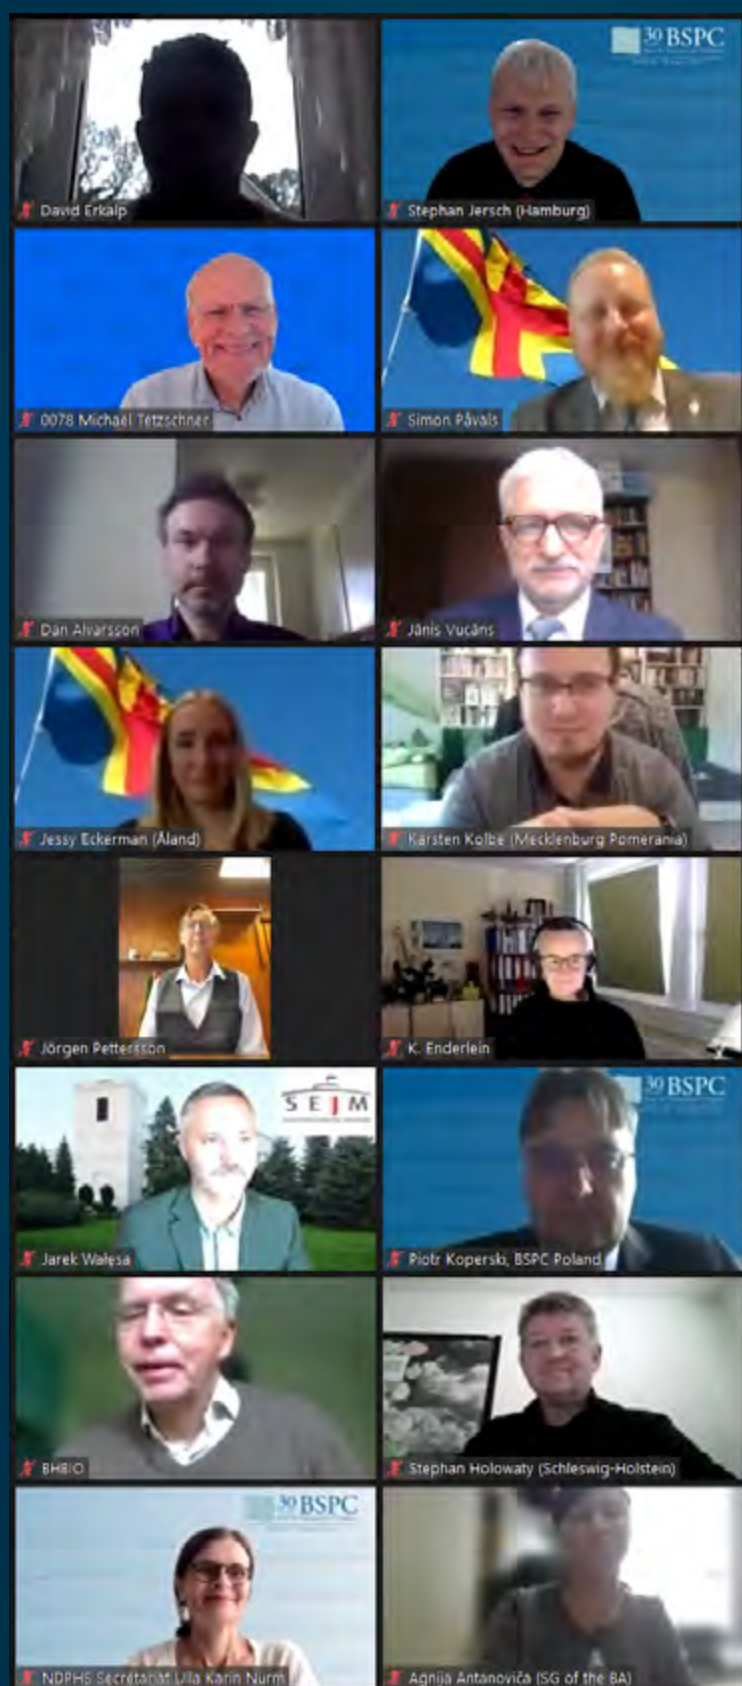 30 BSPC
David Erkalp
Stephan Jersch (Hamburg)
0078 Michael Tetzschner
Simon Påvals
Dan Alvarsson
Jānis Vucāns
Jessy Eckerman (Åland)
Karsten Kolbe (Mecklenburg Pomerania)
Jörgen Pettersson
K. Enderlein
SEJM
30 BSPC
Jarek Wałęsa
Piotr Koperski, BSPC Poland
Stephan Holowaty (Schleswig-Holstein)
30 BSPC
NDPHS Secretariat Ülla Karin Nurm
Agnija Antanoviča (SG of the BA)